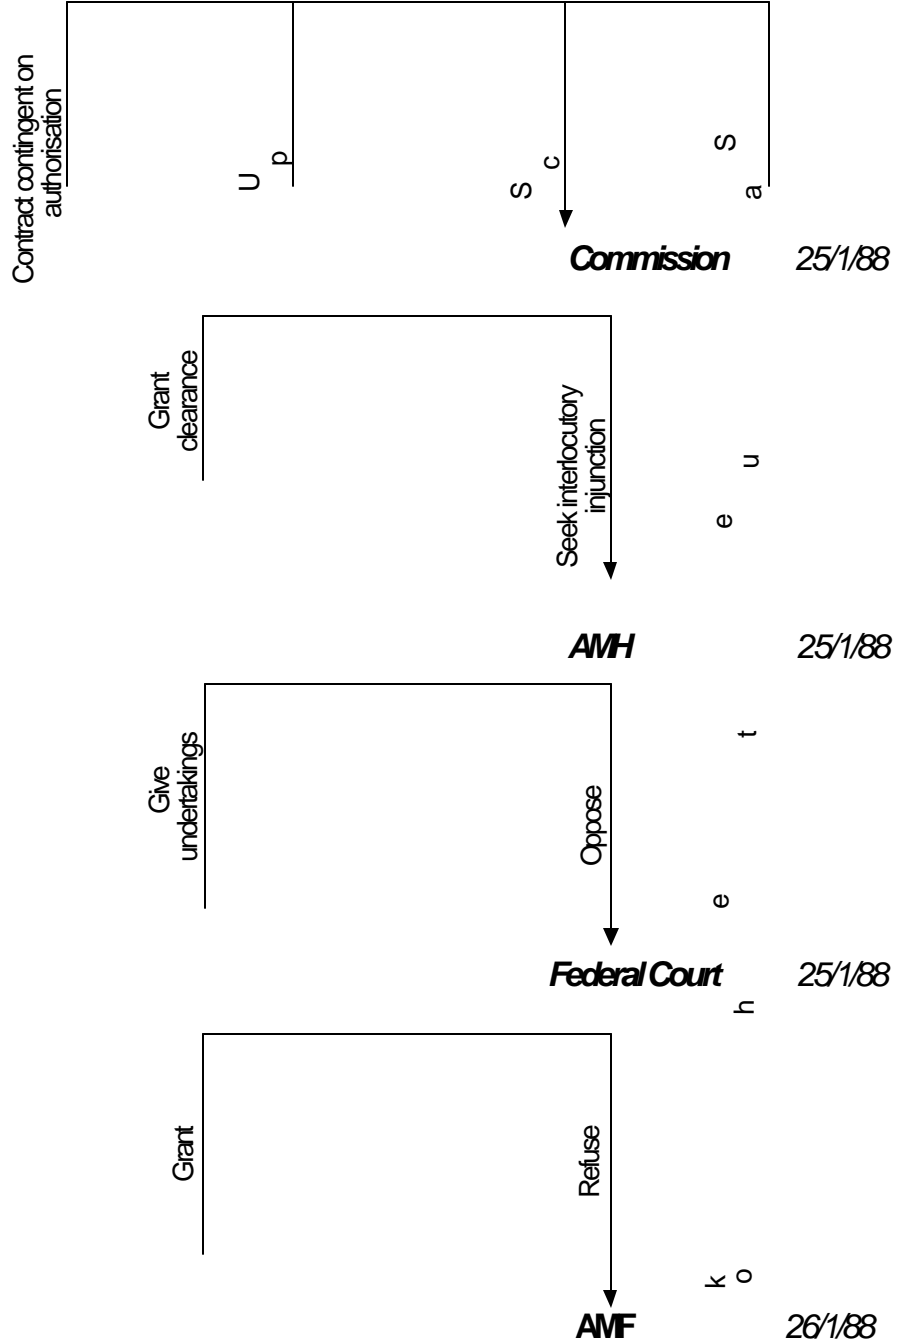 Contract contingent on
authorisation
U
p
S
c
S
a
Commission 25/1/88
Grant
clearance
Seek interlocutory
injunction
u
e
AMH 25/1/88
Give
undertakings
Oppose
t
e
Federal Court 25/1/88
h
Grant
Refuse
k
o
AMF 26/1/88